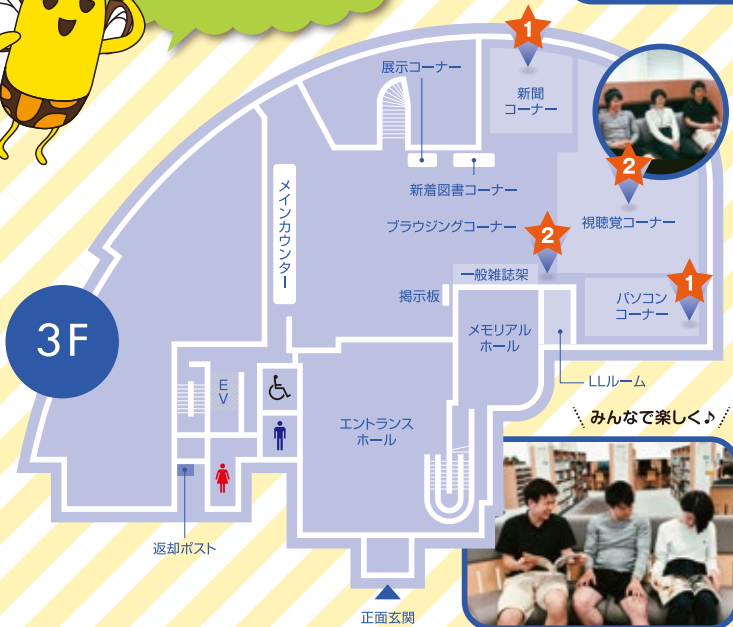 1
展示コーナー
新聞
コーナー
2
新着図書コーナー
メインカウンター
ブラウジングコーナー
2
視聴覚コーナー
一般雑誌架
1
掲示板
パソコン
コーナー
3F
メモリアル
ホール
EV
LLルーム
エントランス
ホール
みんなで楽しく♪
返却ポスト
正面玄関